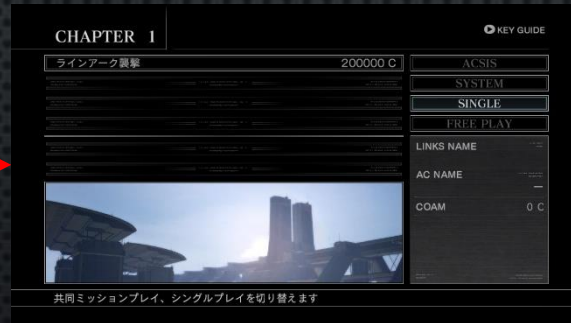 CHAPTER 1
KEY GUIDE
ラインアーク襲撃 200000 C
ACSIS
SYSTEM
SINGLE
FREE PLAY
LINKS NAME
AC NAME
—
COAM 0 C
共同ミッションプレイ、シングルプレイを切り替えます